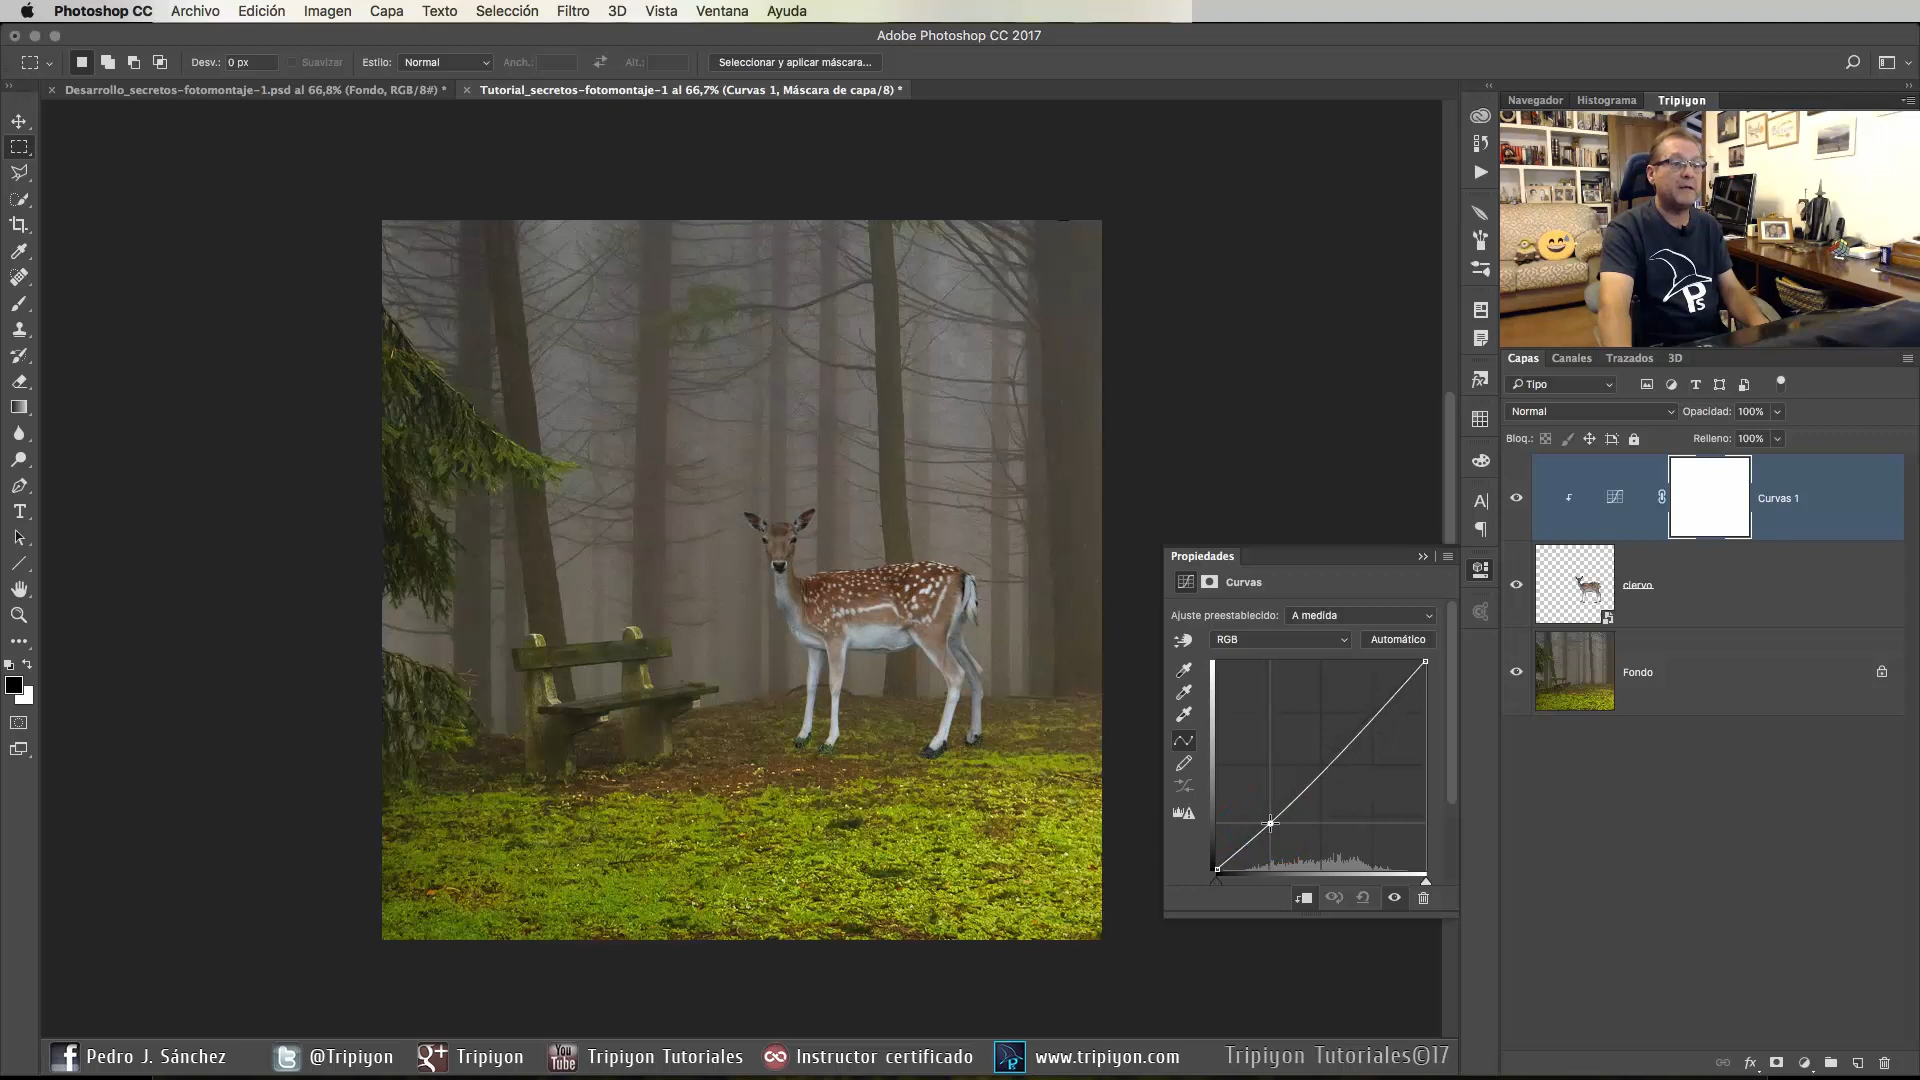 Photoshop CC Archivo Edición Imagen Capa Texto Selección Filtro 3D Vista Ventana Ayuda
Adobe Photoshop CC 2017
Desv.: 0 px Suavizar Estilo: Normal Anch.: Alt.: Seleccionar y aplicar máscara...
Desarrollo_secretos-fotomontaje-1.psd al 66,8% (Fondo, RGB/8#) * Tutorial_secretos-fotomontaje-1 al 66,7% (Curvas 1, Máscara de capa/8) *
Navegador Histograma Tripiyon
Ps
Capas Canales Trazados 3D
Tipo
Normal Opacidad: 100%
Bloq.: Relleno: 100%
Curvas 1
ciervo
Fondo
Propiedades
Curvas
Ajuste preestablecido: A medida
RGB Automático
Pedro J. Sánchez @Tripiyon Tripiyon You Tube Tripiyon Tutoriales Instructor certificado www.tripiyon.com Tripiyon Tutoriales©17